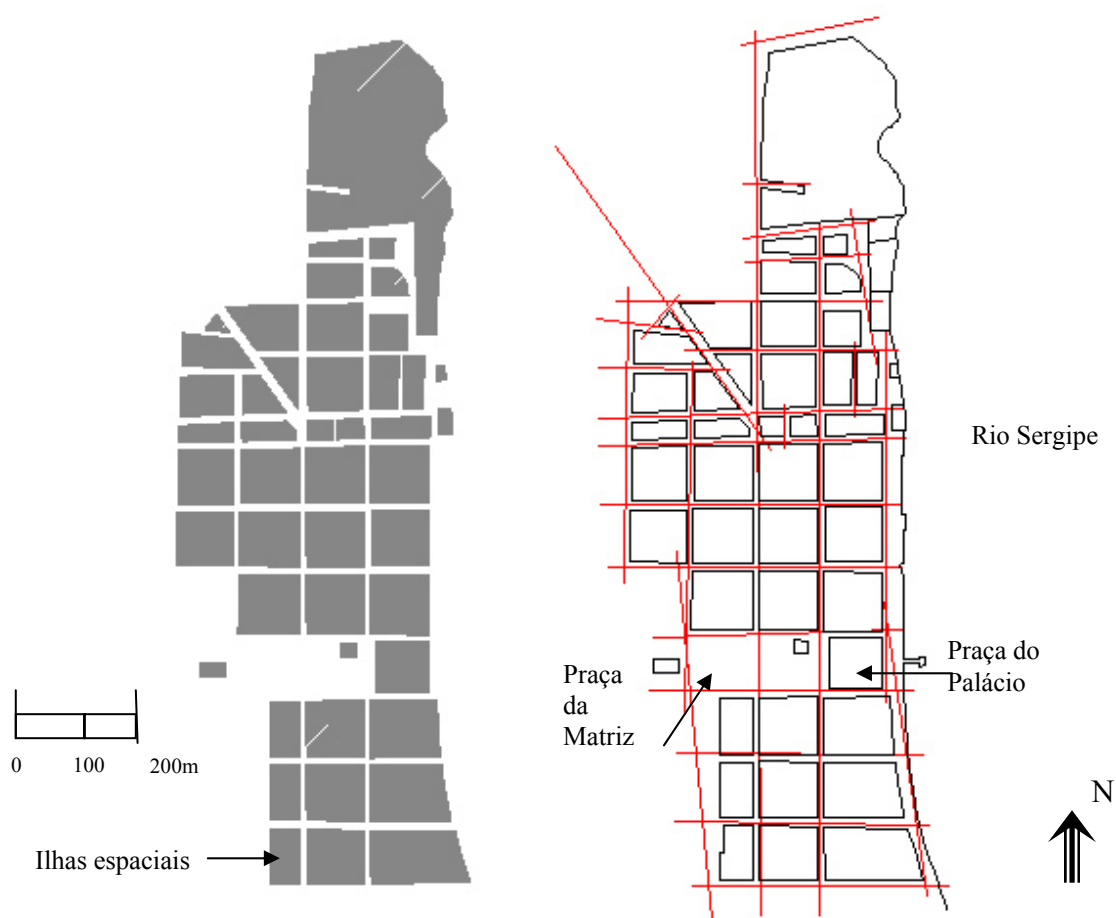 Rio Sergipe
Praça
da
Matriz
Praça do
Palácio
0 100 200m
N
Ilhas espaciais